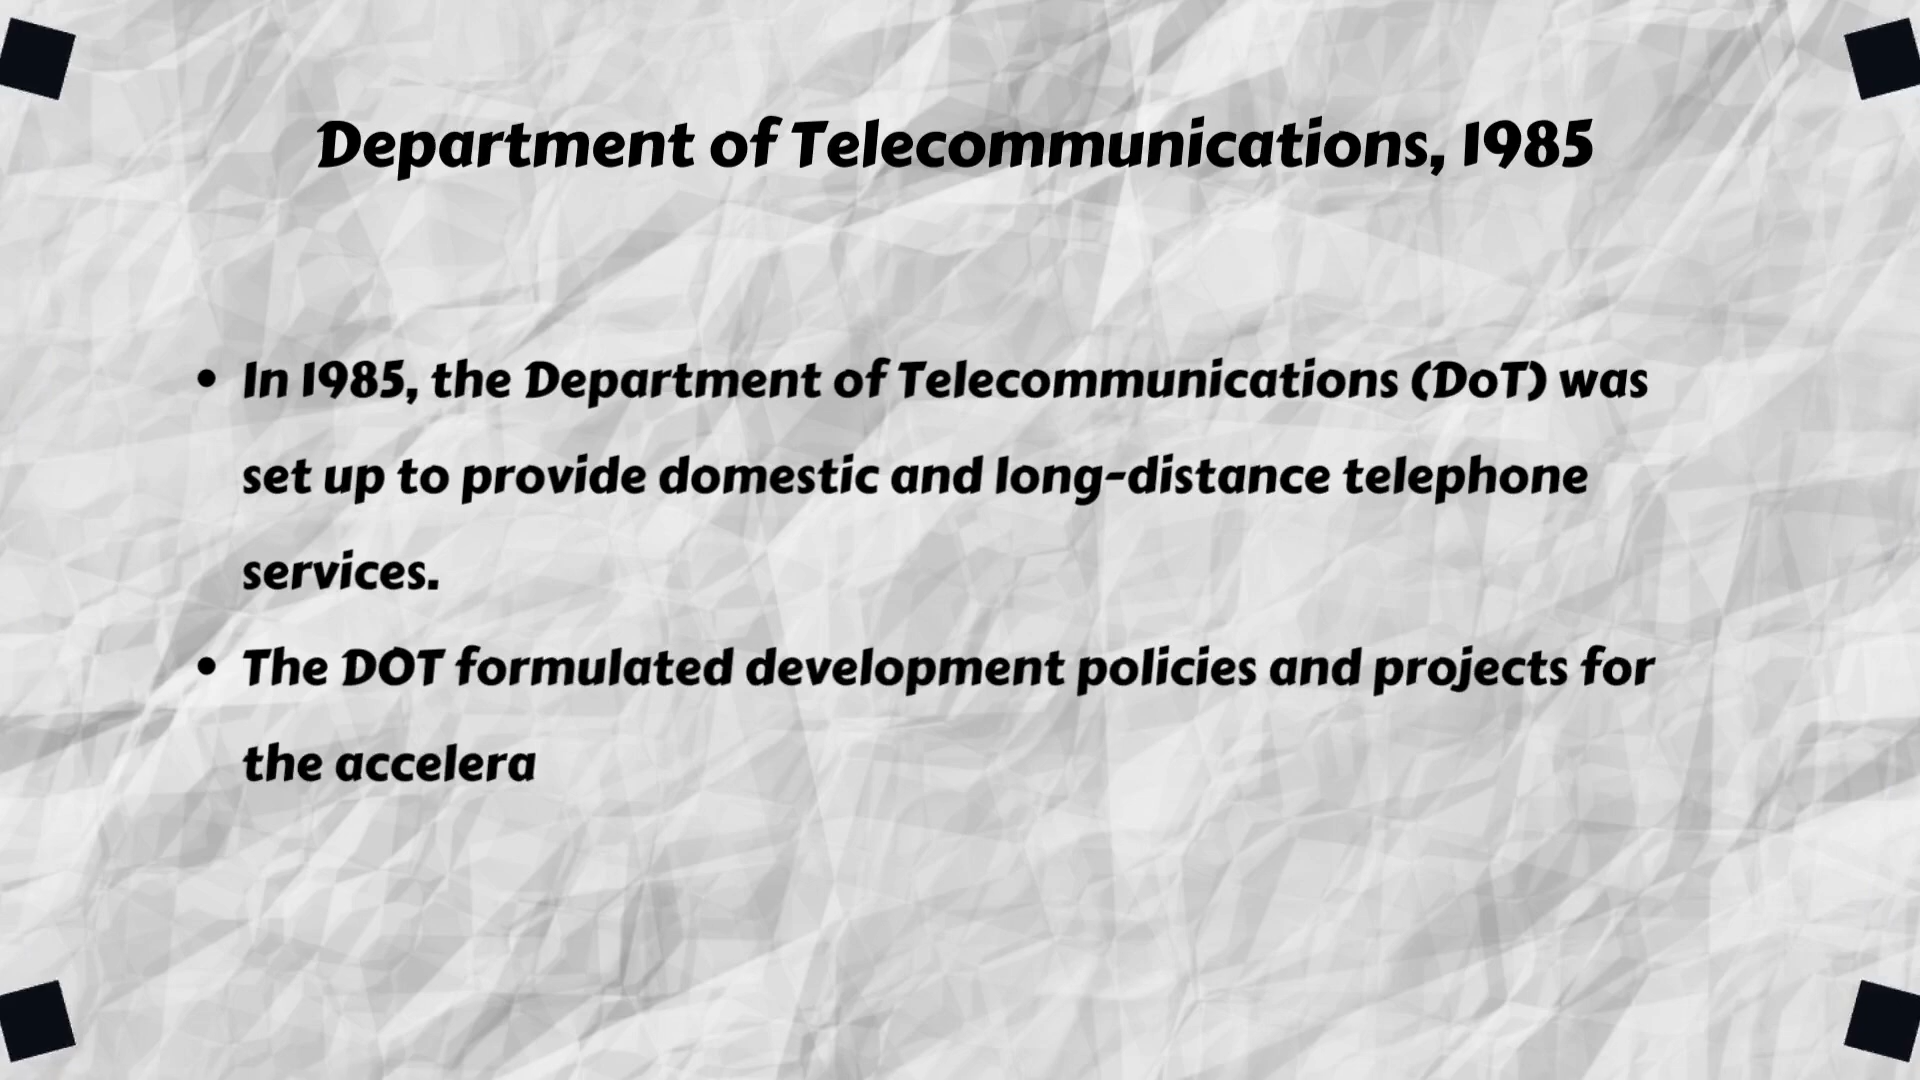 Department of Telecommunications, 1985
• In 1985, the Department of Telecommunications (DoT) was
set up to provide domestic and long-distance telephone
services.
• The DOT formulated development policies and projects for
the accelera